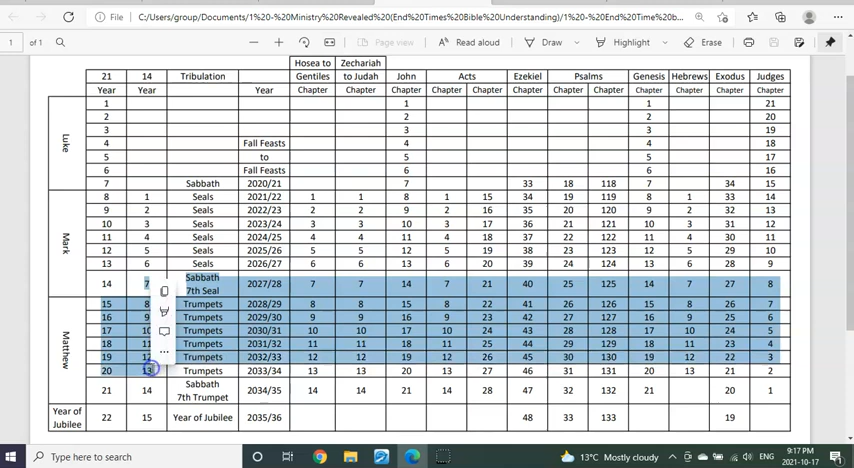 File C:/Users/group/Documents/1%20-%20Ministry%20Revealed(End%20Times%20Bible%20Understanding)/1%20-%20End%20Time%20b...
1 of 1 Page view Read aloud Draw Highlight Erase
Hosea to Zechariah
21 14 Tribulation Gentiles to Judah John Acts Ezekiel Psalms Genesis Hebrews Exodus Judges
Year Year Year Chapter Chapter Chapter Chapter Chapter Chapter Chapter Chapter Chapter Chapter Chapter Chapter
Luke
1 1 1 21
2 2 2 20
3 3 3 19
4 Fall Feasts 4 4 18
5 to 5 5 17
6 Fall Feasts 6 6 16
7 Sabbath 2020/21 7 33 18 118 7 34 15
Mark
8 1 Seals 2021/22 1 1 8 1 15 34 19 119 8 1 33 14
9 2 Seals 2022/23 2 2 9 2 16 35 20 120 9 2 32 13
10 3 Seals 2023/24 3 3 10 3 17 36 21 121 10 3 31 12
11 4 Seals 2024/25 4 4 11 4 18 37 22 122 11 4 30 11
12 5 Seals 2025/26 5 5 12 5 19 38 23 123 12 5 29 10
13 6 Seals 2026/27 6 6 13 6 20 39 24 124 13 6 28 9
Sabbath
14 7 2027/28 7 7 14 7 21 40 25 125 14 7 27 8
7th Seal
Matthew
15 8 Trumpets 2028/29 8 8 15 8 22 41 26 126 15 8 26 7
16 9 Trumpets 2029/30 9 9 16 9 23 42 27 127 16 9 25 6
17 10 Trumpets 2030/31 10 10 17 10 24 43 28 128 17 10 24 5
18 11 Trumpets 2031/32 11 11 18 11 25 44 29 129 18 11 23 4
19 12 Trumpets 2032/33 12 12 19 12 26 45 30 130 19 12 22 3
20 13 Trumpets 2033/34 13 13 20 13 27 46 31 131 20 13 21 2
Sabbath
21 14 2034/35 14 14 21 14 28 47 32 132 21 20 1
7th Trumpet
Year of
Jubilee
22 15 Year of Jubilee 2035/36 48 33 133 19
Type here to search
13°C Mostly cloudy ENG
9:17 PM
2021-10-17